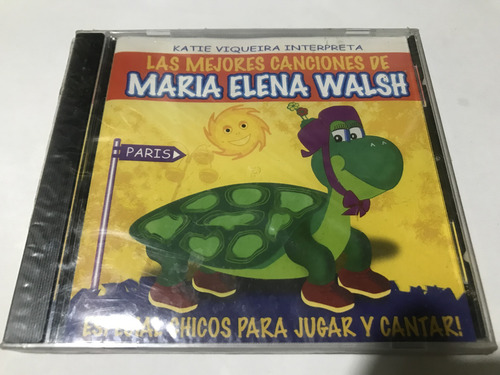 KATIE VIQUEIRA INTERPRETA
LAS MEJORES CANCIONES DE
MARIA ELENA WALSH
PARIS
CHICOS PARA JUGAR Y CANTAR!